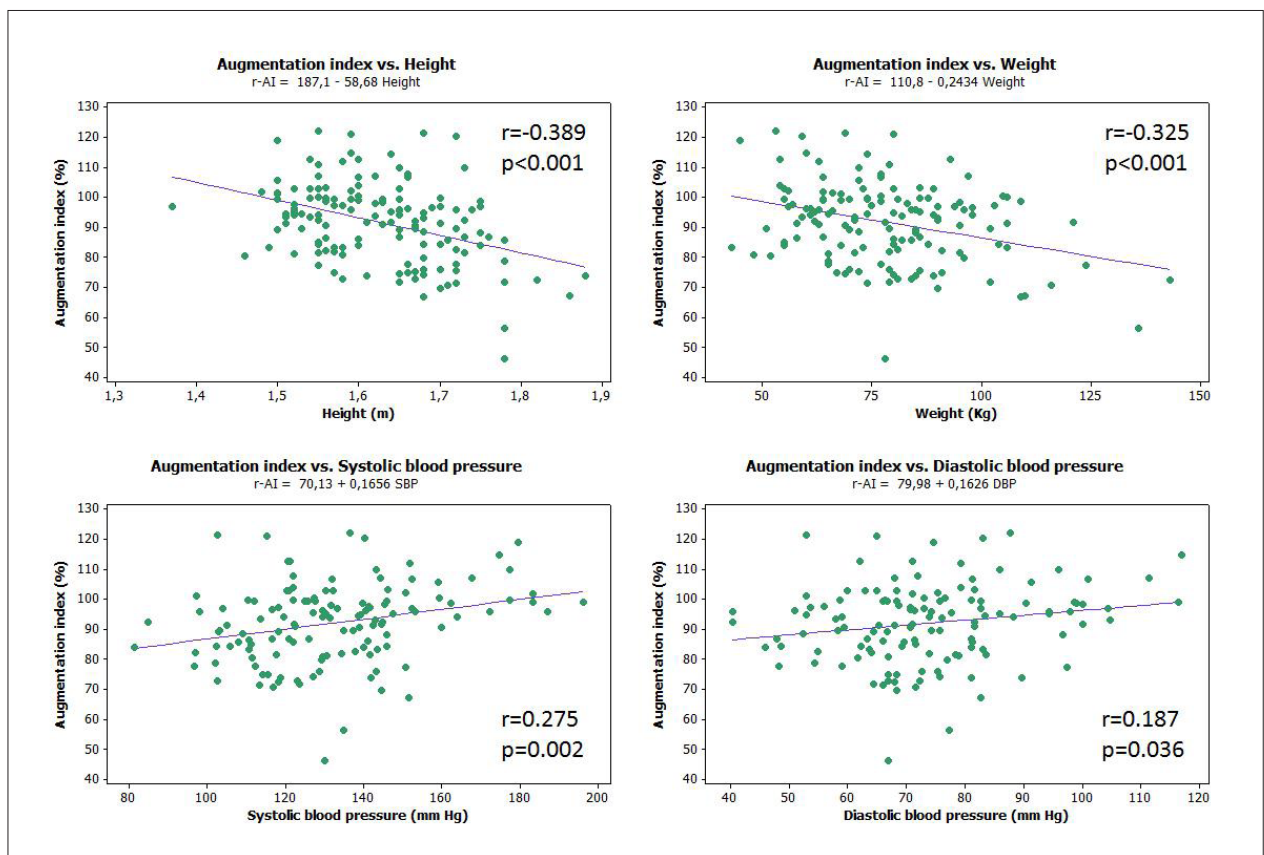 Augmentation index vs. Height
r-AI = 187,1 - 58,68 Height
130
120
110
100
90
80
70
60
50
40
Augmentation index (%)
r=-0.389
p<0.001
1,3 1,4 1,5 1,6 1,7 1,8 1,9
Height (m)
Augmentation index vs. Weight
r-AI = 110,8 - 0,2434 Weight
130
120
110
100
90
80
70
60
50
40
Augmentation index (%)
r=-0.325
p<0.001
50 75 100 125 150
Weight (Kg)
Augmentation index vs. Systolic blood pressure
r-AI = 70,13 + 0,1656 SBP
130
120
110
100
90
80
70
60
50
40
Augmentation index (%)
r=0.275
p=0.002
80 100 120 140 160 180 200
Systolic blood pressure (mm Hg)
Augmentation index vs. Diastolic blood pressure
r-AI = 79,98 + 0,1626 DBP
130
120
110
100
90
80
70
60
50
40
Augmentation index (%)
r=0.187
p=0.036
40 50 60 70 80 90 100 110 120
Diastolic blood pressure (mm Hg)